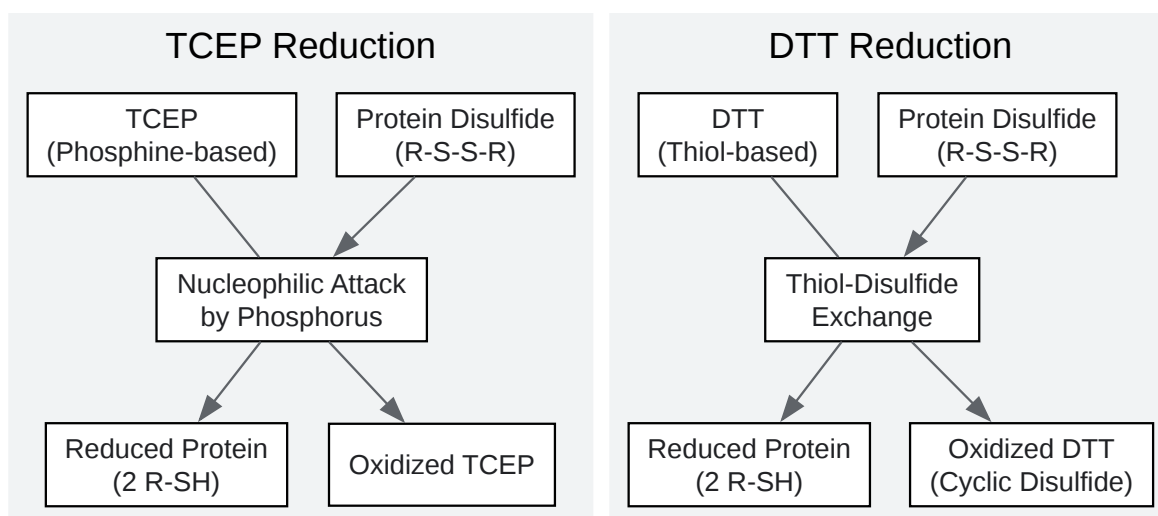 TCEP Reduction
TCEP
(Phosphine-based)
Protein Disulfide
(R-S-S-R)
Nucleophilic Attack
by Phosphorus
Reduced Protein
(2 R-SH)
Oxidized TCEP
DTT Reduction
DTT
(Thiol-based)
Protein Disulfide
(R-S-S-R)
Thiol-Disulfide
Exchange
Reduced Protein
(2 R-SH)
Oxidized DTT
(Cyclic Disulfide)